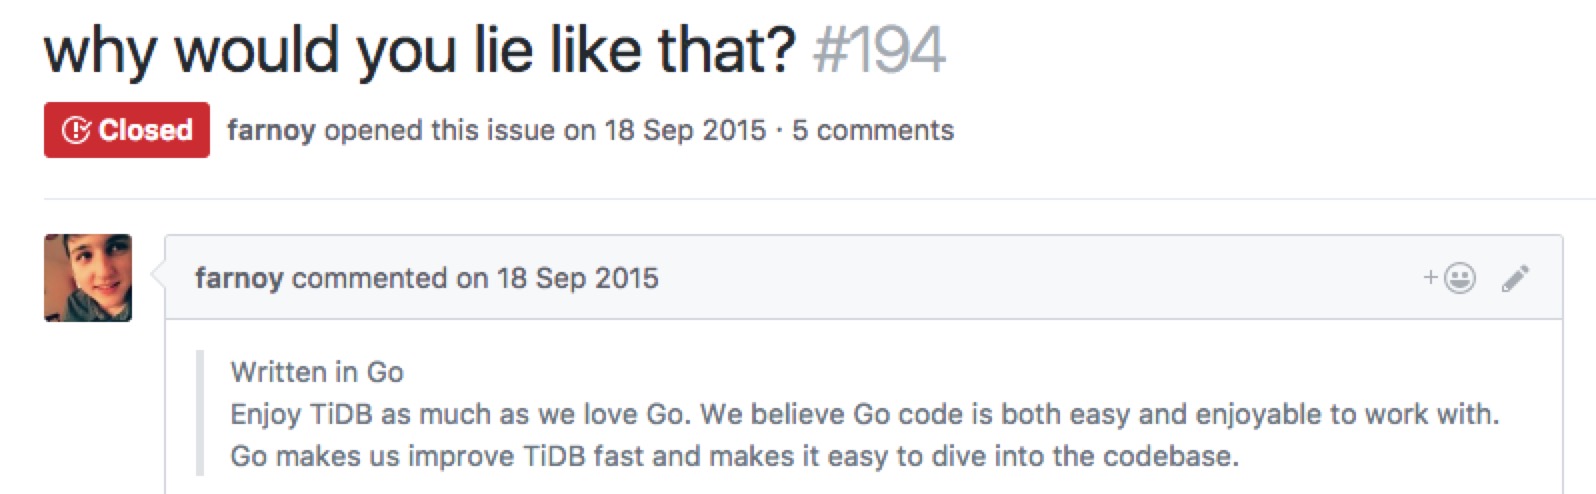 why would you lie like that? #194
Closed farnoy opened this issue on 18 Sep 2015 · 5 comments
farnoy commented on 18 Sep 2015
Written in Go
Enjoy TiDB as much as we love Go. We believe Go code is both easy and enjoyable to work with.
Go makes us improve TiDB fast and makes it easy to dive into the codebase.